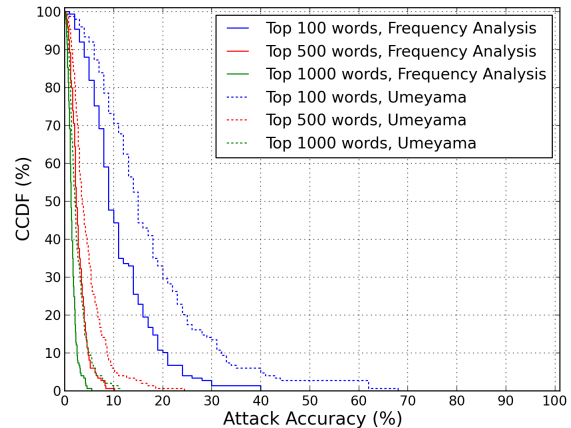 100
90
80
70
60
50
40
30
20
10
0
CCDF (%)
Top 100 words, Frequency Analysis
Top 500 words, Frequency Analysis
Top 1000 words, Frequency Analysis
Top 100 words, Umeyama
Top 500 words, Umeyama
Top 1000 words, Umeyama
0 10 20 30 40 50 60 70 80 90 100
Attack Accuracy (%)